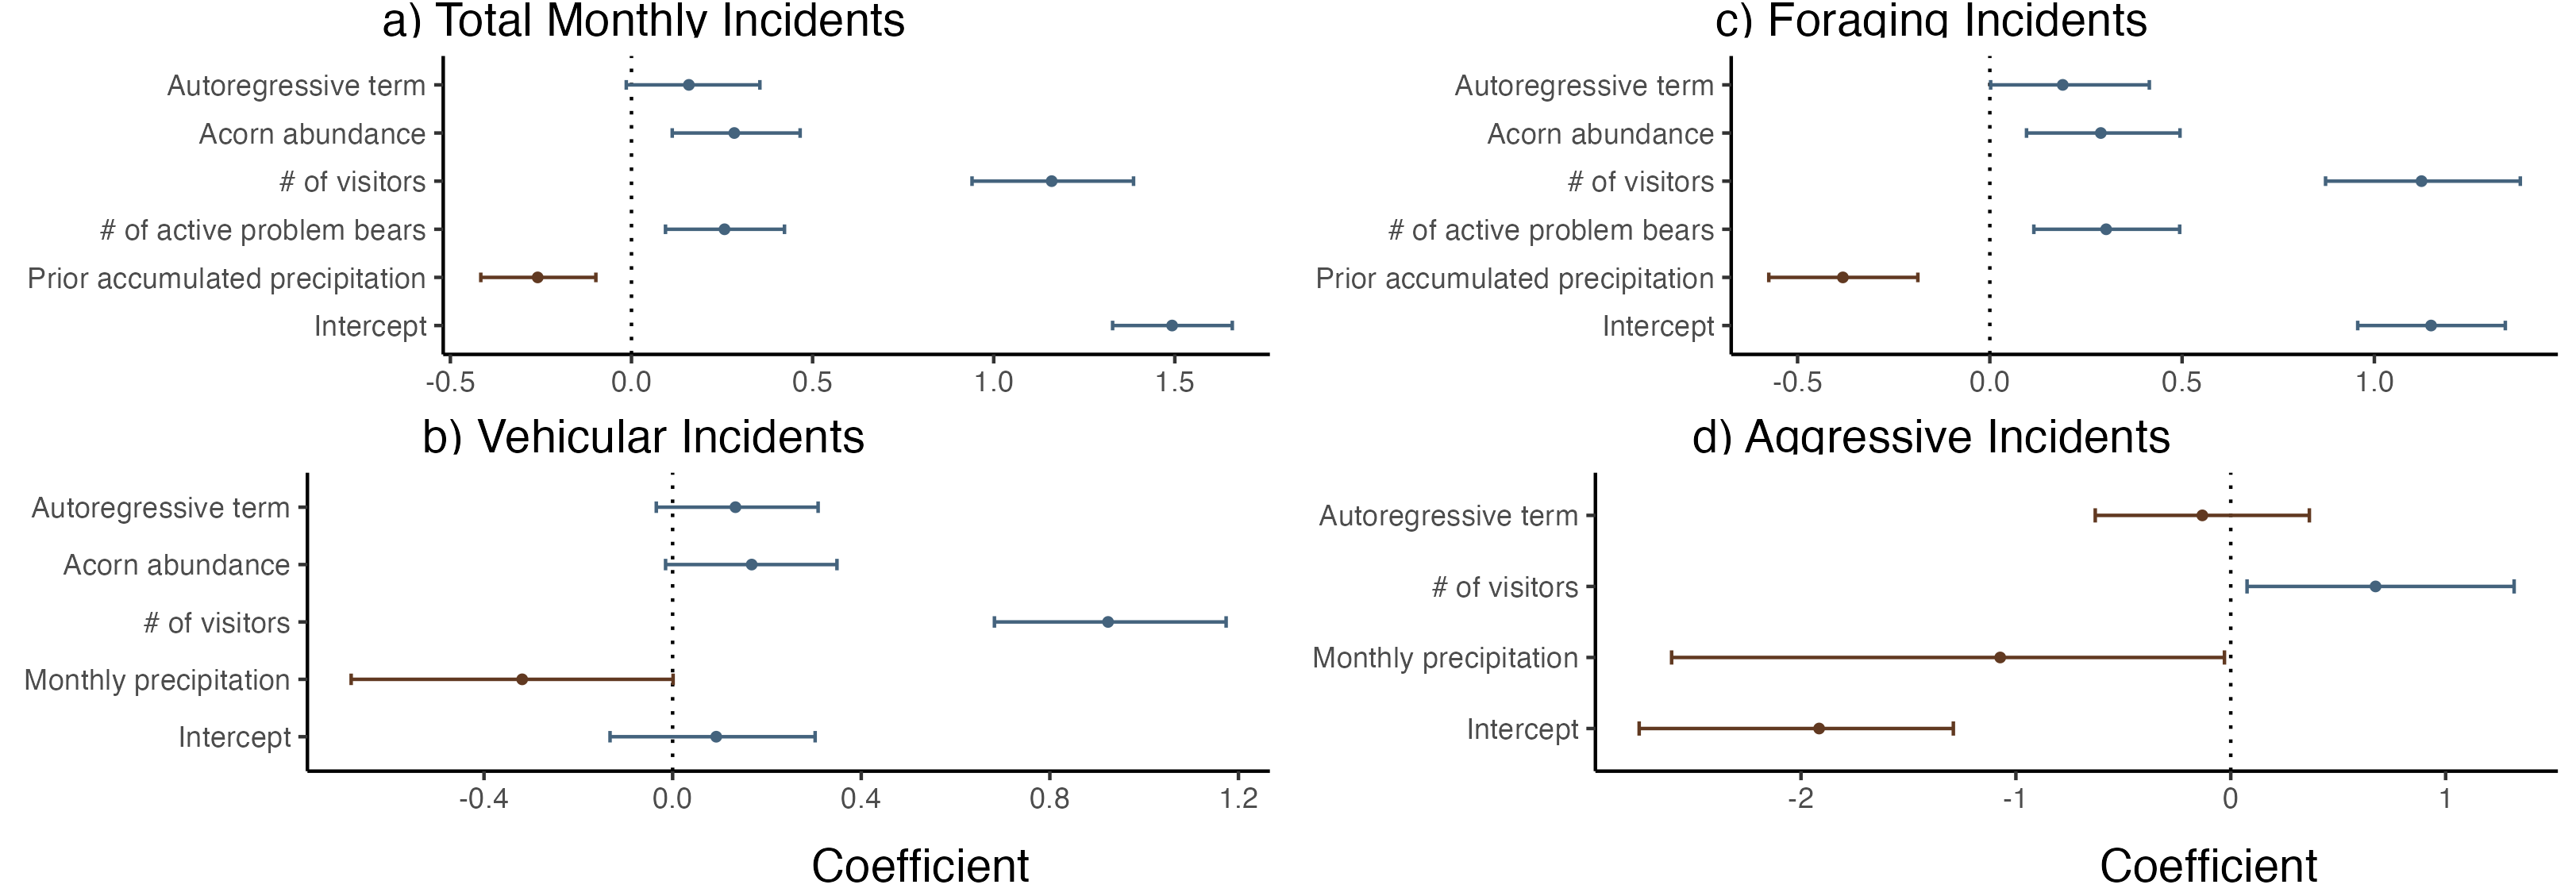 a) Total Monthly Incidents
Autoregressive term
Acorn abundance
# of visitors
# of active problem bears
Prior accumulated precipitation
Intercept
-0.5 0.0 0.5 1.0 1.5
b) Vehicular Incidents
Autoregressive term
Acorn abundance
# of visitors
Monthly precipitation
Intercept
-0.4 0.0 0.4 0.8 1.2
Coefficient
c) Foraging Incidents
Autoregressive term
Acorn abundance
# of visitors
# of active problem bears
Prior accumulated precipitation
Intercept
-0.5 0.0 0.5 1.0
d) Aggressive Incidents
Autoregressive term
# of visitors
Monthly precipitation
Intercept
-2 -1 0 1
Coefficient